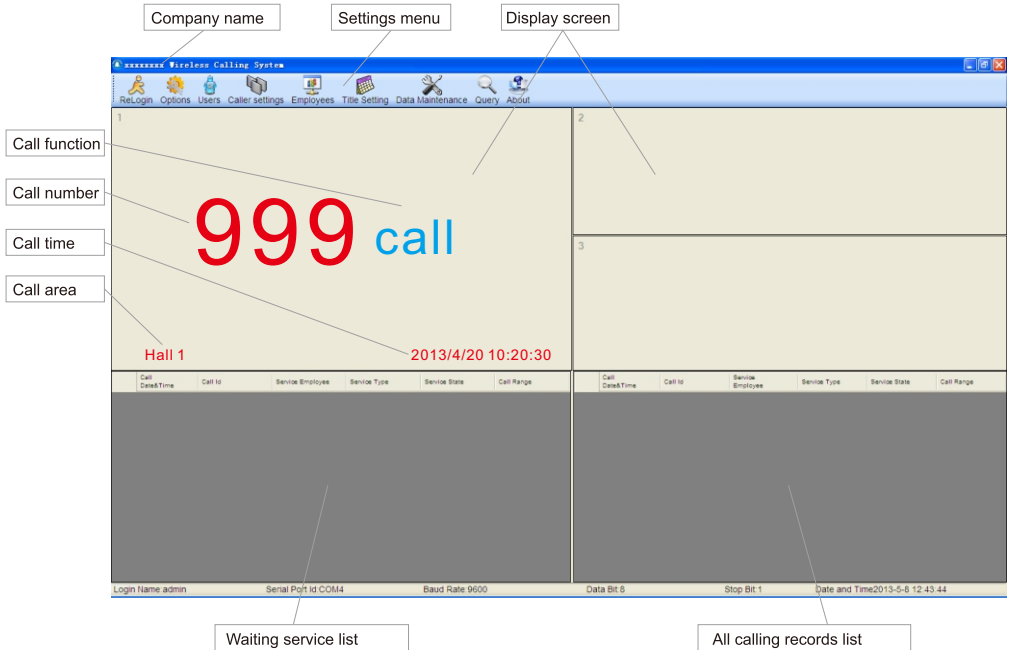 Company name
Settings menu
Display screen
xxxxxxxx Wireless Calling System
ReLogin Options Users Caller settings Employees Title Setting Data Maintenance Query About
1
2
Call function
Call number
999 call
Call time
3
Call area
Hall 1
2013/4/20 10:20:30
Call Date&Time Call Id Service Employee Service Type Service State Call Range
Call Date&Time Call Id Service Employee Service Type Service State Call Range
Login Name:admin Serial Port Id:COM4 Baud Rate:9600 Data Bit:8 Stop Bit:1 Date and Time2013-5-8 12:43:44
Waiting service list
All calling records list